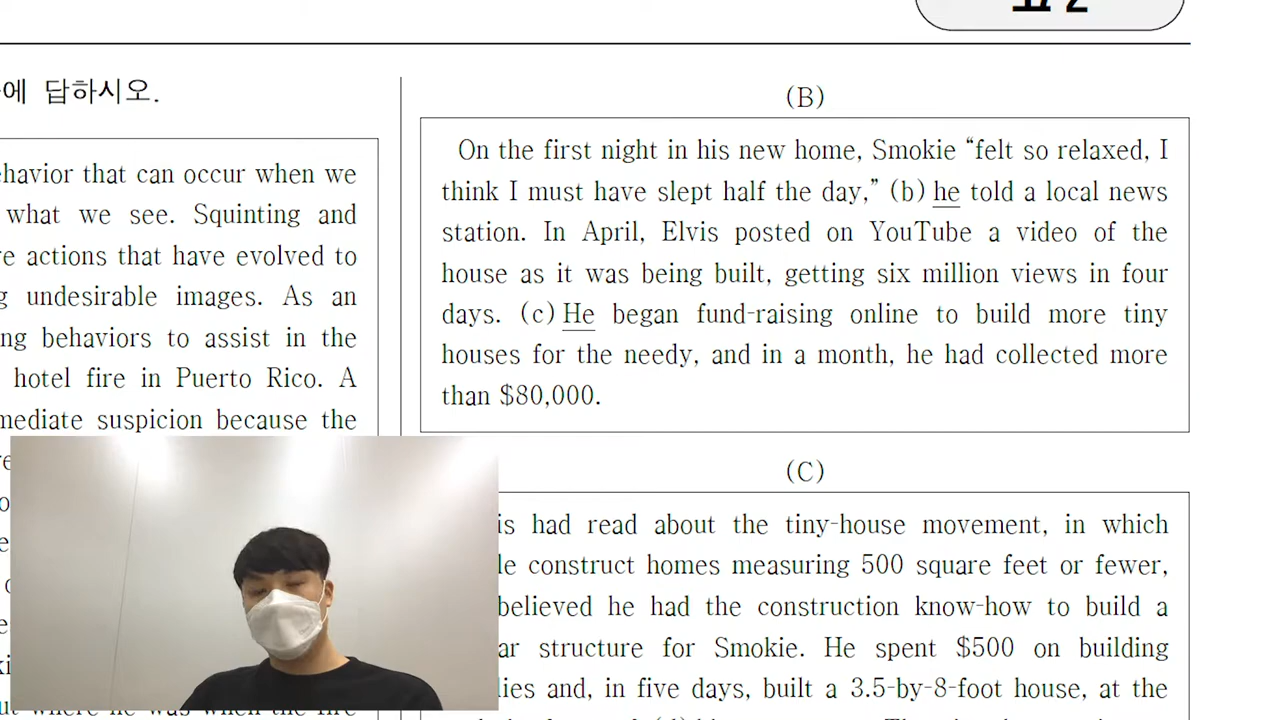 답하시오.
havior that can occur when we
what we see. Squinting and
actions that have evolved to
undesirable images. As an
behaviors to assist in the
hotel fire in Puerto Rico. A
suspicion because the
(B)
On the first night in his new home, Smokie “felt so relaxed, I
think I must have slept half the day,” (b) he told a local news
station. In April, Elvis posted on YouTube a video of the
house as it was being built, getting six million views in four
days. (c) He began fund-raising online to build more tiny
houses for the needy, and in a month, he had collected more
than $80,000.
(C)
had read about the tiny-house movement, in which
construct homes measuring 500 square feet or fewer,
believed he had the construction know-how to build a
structure for Smokie. He spent $500 on building
and, in five days, built a 3.5-by-8-foot house, at the